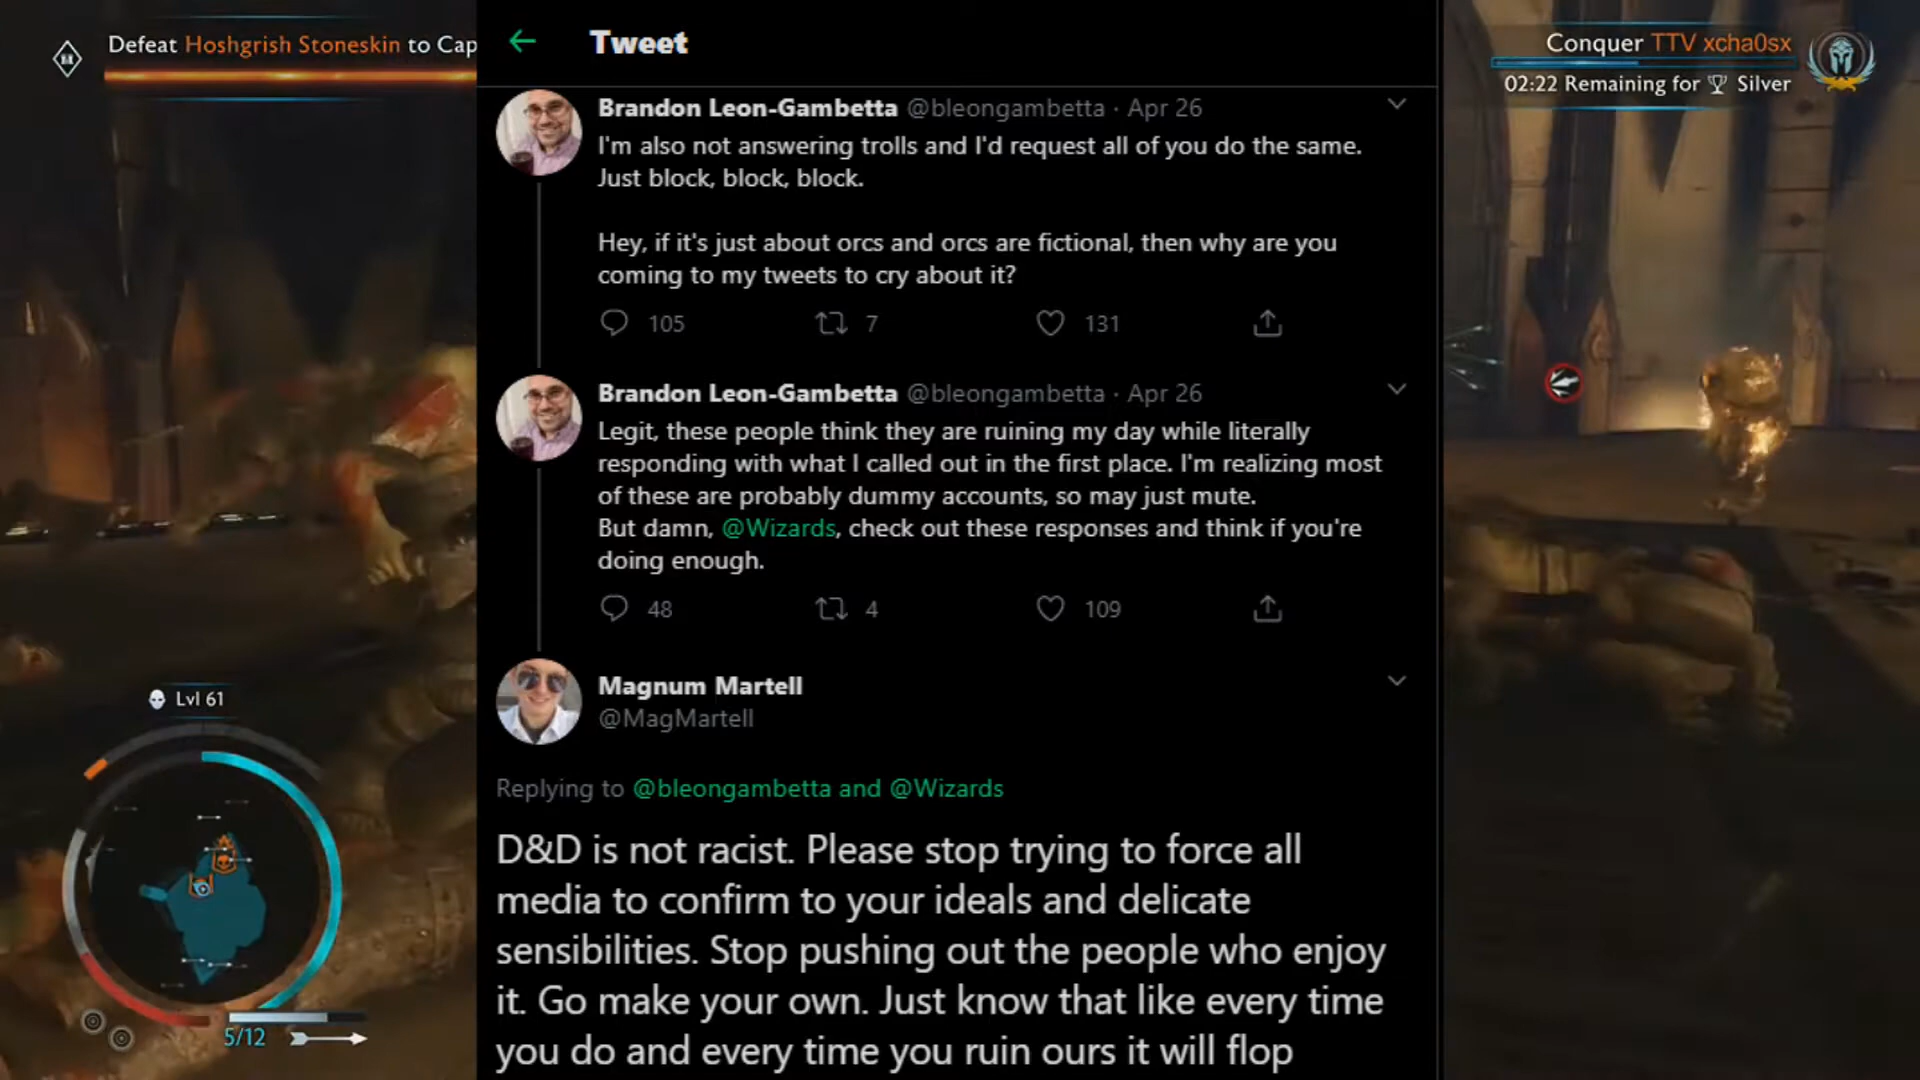 Defeat Hoshgrish Stoneskin to Cap
Tweet
Conquer TTV xcha0sx
02:22 Remaining for Silver
Brandon Leon-Gambetta @bleongambetta · Apr 26
I'm also not answering trolls and I'd request all of you do the same.
Just block, block, block.
Hey, if it's just about orcs and orcs are fictional, then why are you
coming to my tweets to cry about it?
105 7 131
Brandon Leon-Gambetta @bleongambetta · Apr 26
Legit, these people think they are ruining my day while literally
responding with what I called out in the first place. I'm realizing most
of these are probably dummy accounts, so may just mute.
But damn, @Wizards, check out these responses and think if you're
doing enough.
48 4 109
Magnum Martell
@MagMartell
Replying to @bleongambetta and @Wizards
D&D is not racist. Please stop trying to force all
media to confirm to your ideals and delicate
sensibilities. Stop pushing out the people who enjoy
it. Go make your own. Just know that like every time
you do and every time you ruin ours it will flop
Lvl 61
5/12